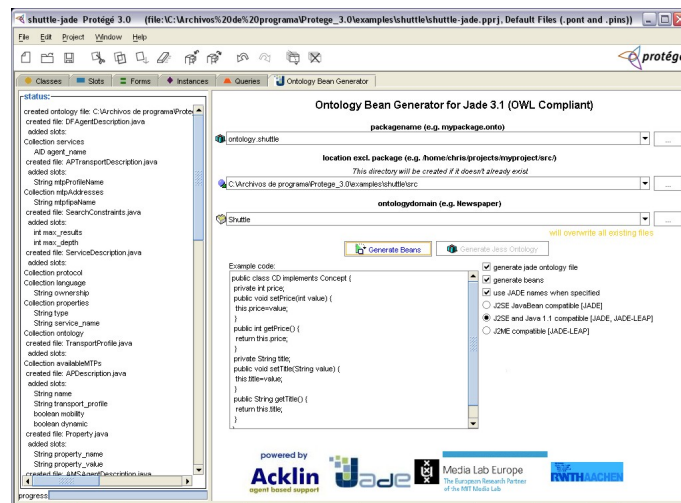 shuttle-jade Protégé 3.0 (file:\C:\Archivos%20de%20programa\Protege_3.0\examples\shuttle\shuttle-jade.pprj, Default Files (.pont and .pins))
File Edit Project Window Help
protégé
Classes Slots Forms Instances Queries Ontology Bean Generator
status:
created ontology file: C:\Archivos de programa\Protec
created file: DFAgentDescription.java
added slots:
Collection services
AID agent_name
created file: APTransportDescription.java
added slots:
String mtpProfileName
Collection mtpAddresses
String mtpfipaName
created file: SearchConstraints.java
added slots:
int max_results
int max_depth
created file: ServiceDescription.java
added slots:
Collection protocol
Collection language
String ownership
Collection properties
String type
String service_name
Collection ontology
created file: TransportProfile.java
added slots:
Collection availableMTPs
created file: APDescription.java
added slots:
String name
String transport_profile
boolean mobility
boolean dynamic
created file: Property.java
added slots:
String property_name
String property_value
created file: AMSAgentDescription.java
progress:
Ontology Bean Generator for Jade 3.1 (OWL Compliant)
packagename (e.g. mypackage.onto)
ontology.shuttle
...
location excl. package (e.g. /home/chris/projects/myproject/src/)
This directory will be created if it doesn't already exist
C:\Archivos de programa\Protege_3.0\examples\shuttle\src
...
ontologydomain (e.g. Newspaper)
Shuttle
...
will overwrite all existing files
Generate Beans Generate Jess Ontology
Example code:
public class CD implements Concept {
private int price;
public void setPrice(int value) {
this.price=value;
}
public int getPrice() {
return this.price;
}
private String title;
public void setTitle(String value) {
this.title=value;
}
public String getTitle() {
return this.title;
}
generate jade ontology file
generate beans
use JADE names when specified
J2SE JavaBean compatible [JADE]
J2SE and Java 1.1 compatible [JADE, JADE-LEAP]
J2ME compatible [JADE-LEAP]
powered by
Acklin
agent based support
Jade
Media Lab Europe
The European Research Partner
of the MIT Media Lab
RWTHAACHEN